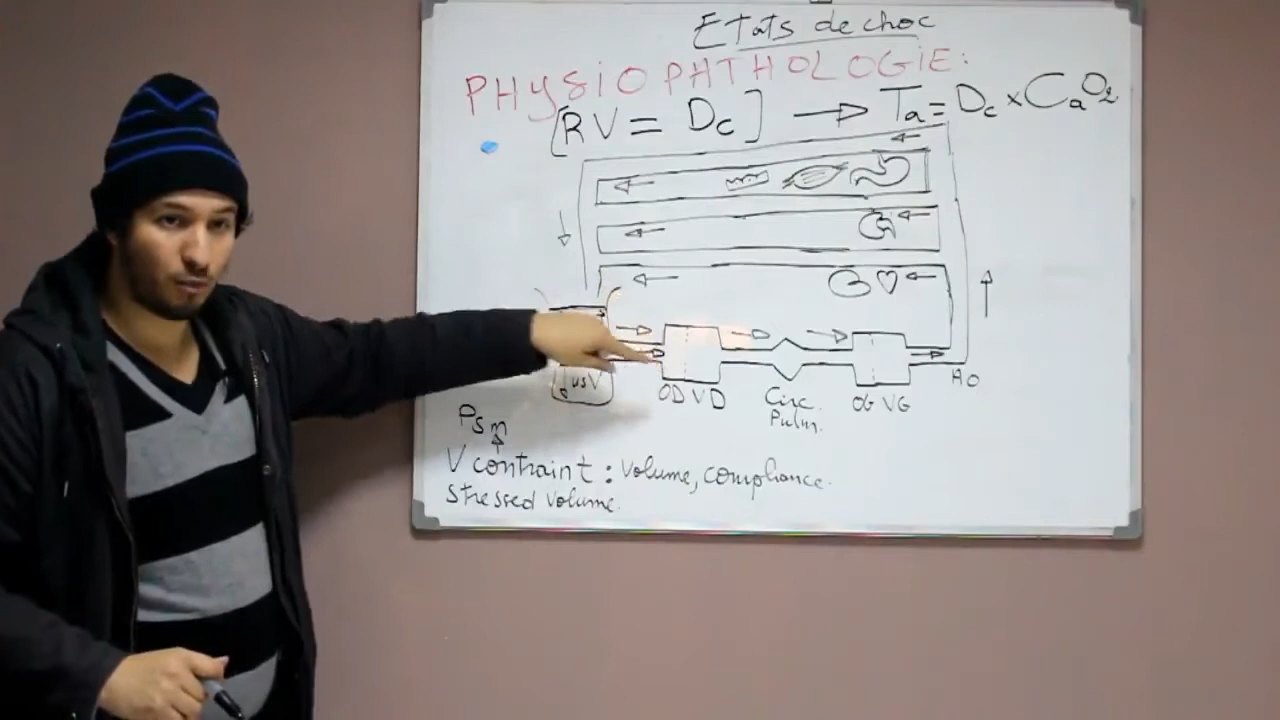 Etats de choc
PHYSIOPATHOLOGIE:
[RV = Dc] → Ta = Dc × CaO2
usV
OD VD
Circ. Pulm.
OG VG
AO
Psm
V contraint : volume, compliance.
stressed volume.